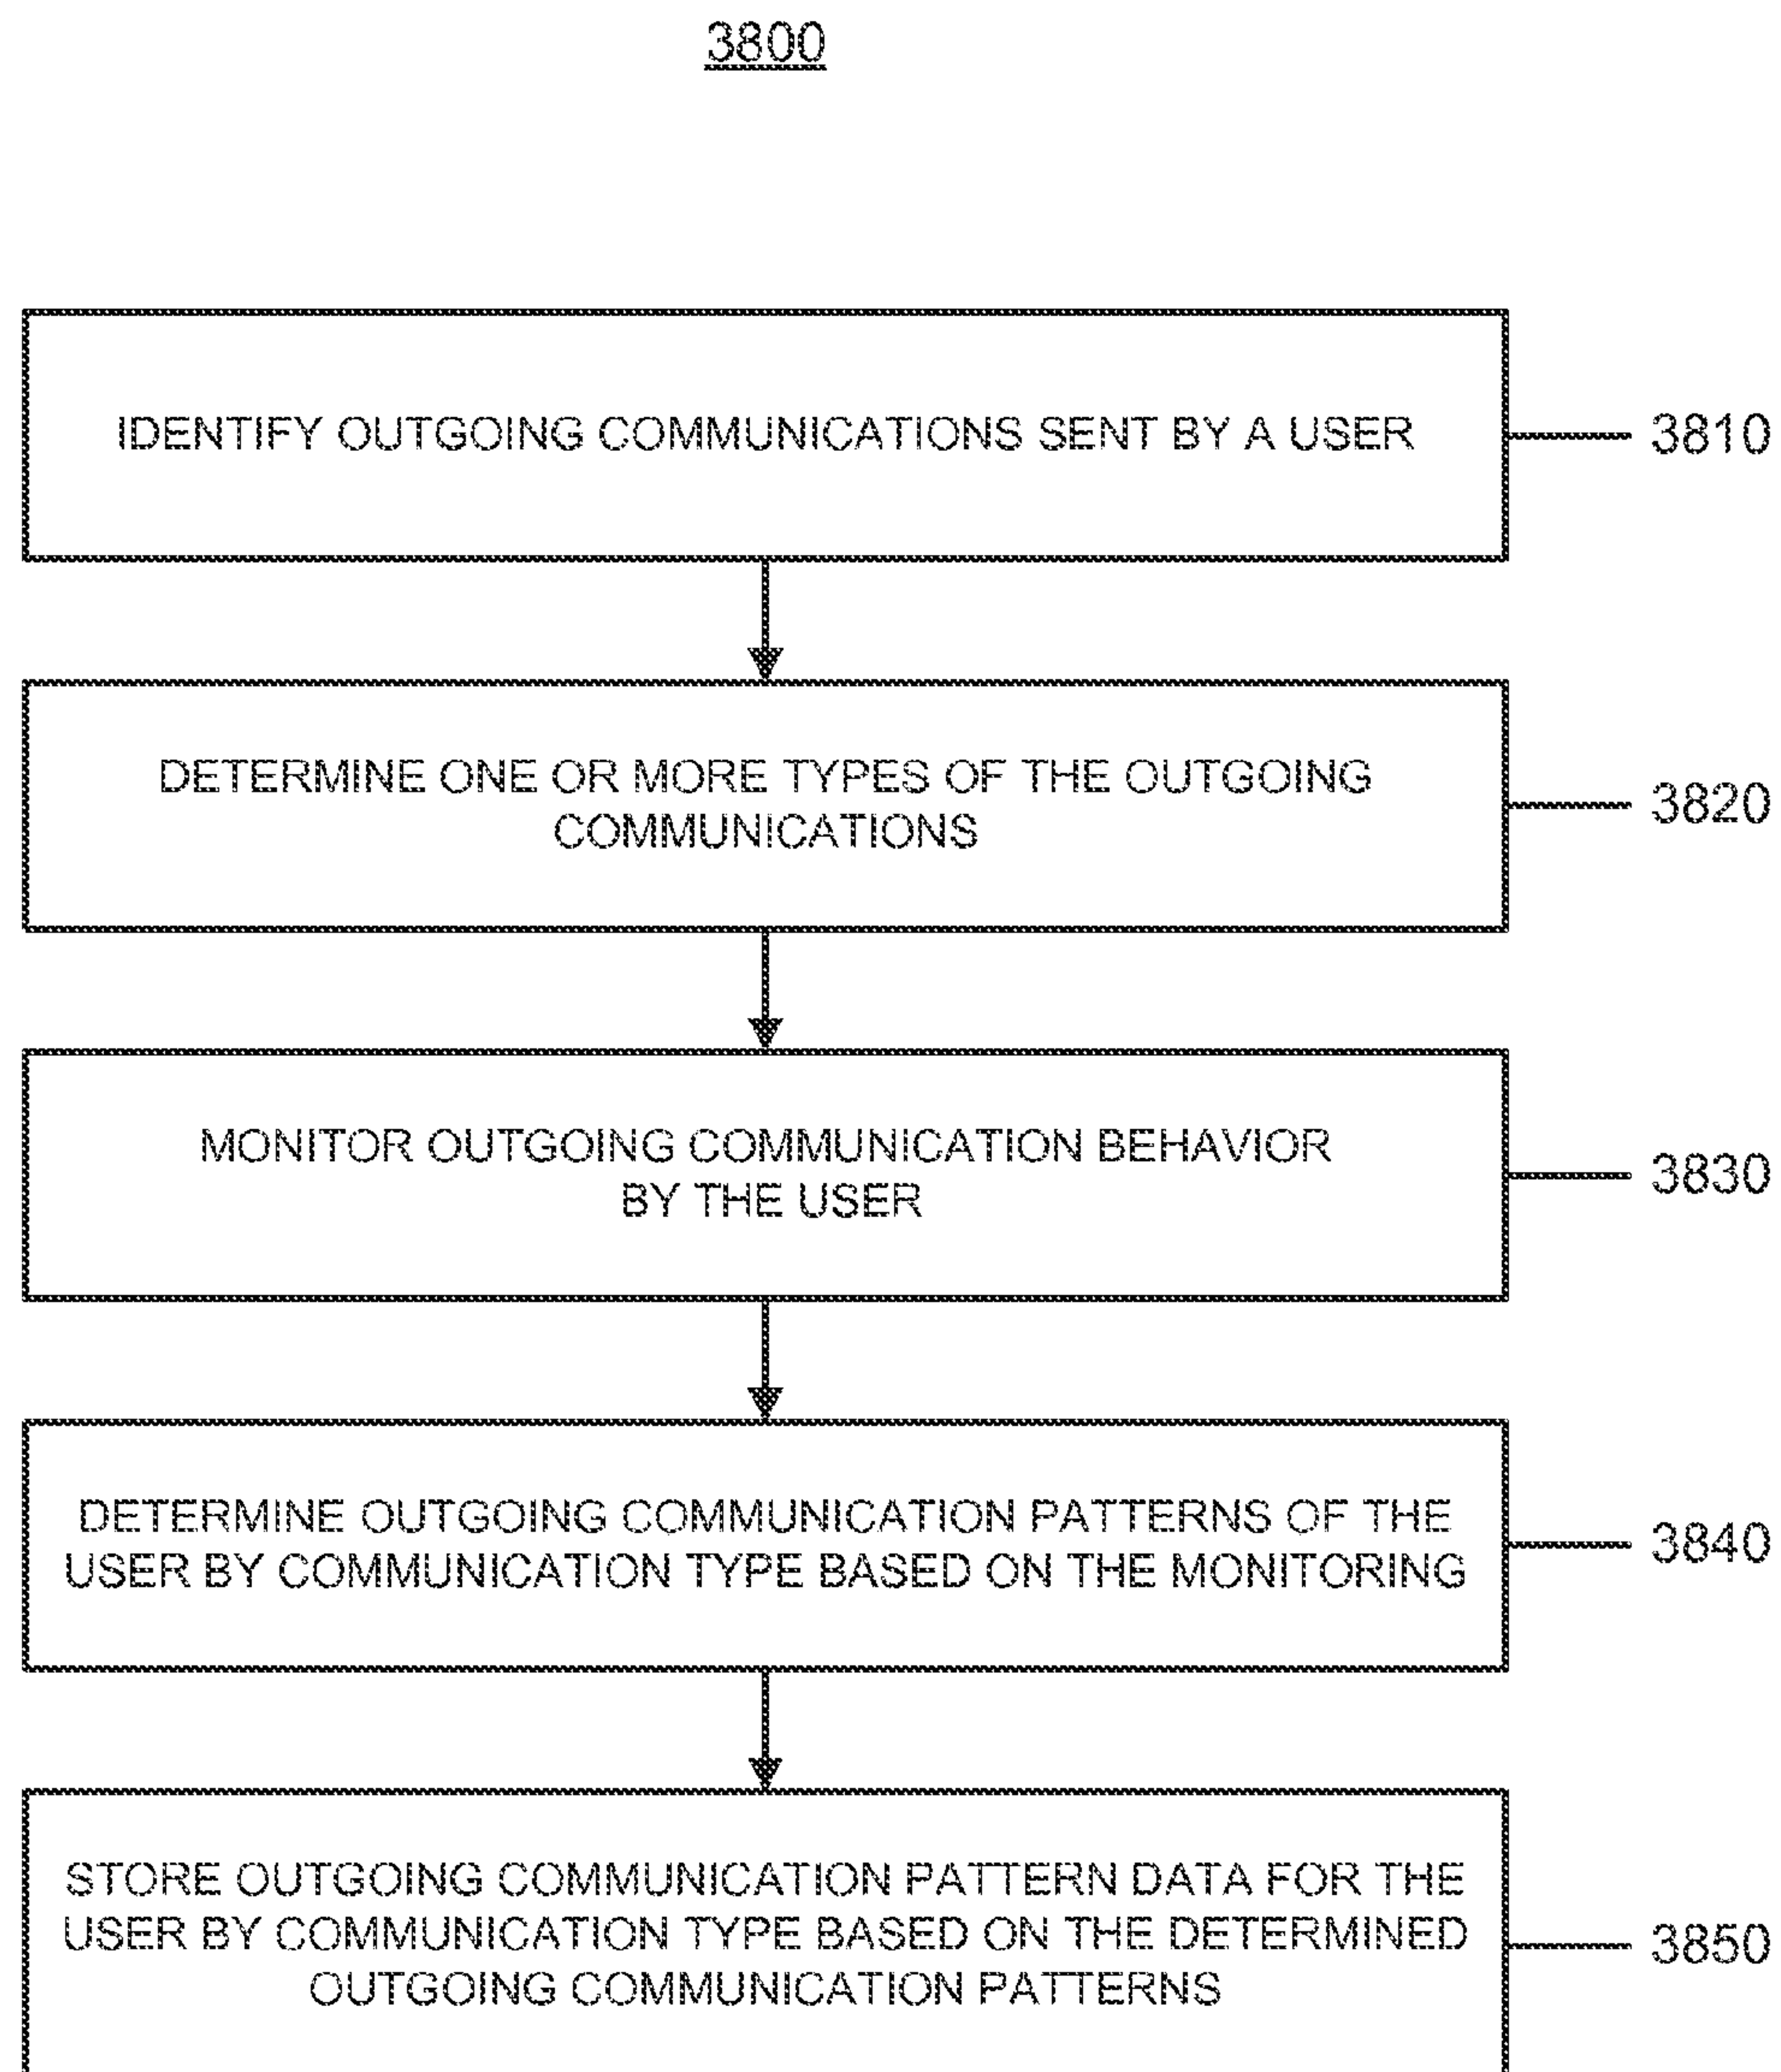 3800
IDENTIFY OUTGOING COMMUNICATIONS SENT BY A USER
3810
DETERMINE ONE OR MORE TYPES OF THE OUTGOING
COMMUNICATIONS
3820
MONITOR OUTGOING COMMUNICATION BEHAVIOR
BY THE USER
3830
DETERMINE OUTGOING COMMUNICATION PATTERNS OF THE
USER BY COMMUNICATION TYPE BASED ON THE MONITORING
3840
STORE OUTGOING COMMUNICATION PATTERN DATA FOR THE
USER BY COMMUNICATION TYPE BASED ON THE DETERMINED
OUTGOING COMMUNICATION PATTERNS
3850